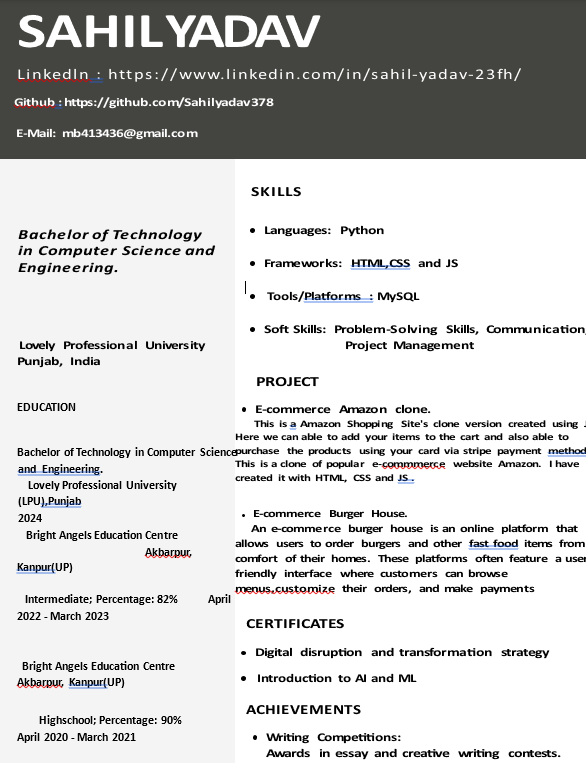 SAHIL YADAV
LinkedIn : https://www.linkedin.com/in/sahil-yadav-23fh/
Github : https://github.com/Sahilyadav378
E-Mail: mb413436@gmail.com
Bachelor of Technology
in Computer Science and
Engineering.
Lovely Professional University
Punjab, India
EDUCATION
Bachelor of Technology in Computer Science
and Engineering.
Lovely Professional University
(LPU),Punjab
2024
Bright Angels Education Centre
Akbarpur,
Kanpur(UP)
Intermediate; Percentage: 82% April
2022 - March 2023
Bright Angels Education Centre
Akbarpur, Kanpur(UP)
Highschool; Percentage: 90%
April 2020 - March 2021
SKILLS
• Languages: Python
• Frameworks: HTML,CSS and JS
• Tools/Platforms : MySQL
• Soft Skills: Problem-Solving Skills, Communication,
Project Management
PROJECT
• E-commerce Amazon clone.
This is a Amazon Shopping Site's clone version created using
Here we can able to add your items to the cart and also able to
purchase the products using your card via stripe payment method
This is a clone of popular e-commmerce website Amazon. I have
created it with HTML, CSS and JS .
• E-commerce Burger House.
An e-commerce burger house is an online platform that
allows users to order burgers and other fast food items from
comfort of their homes. These platforms often feature a user
friendly interface where customers can browse
menus,customize their orders, and make payments
CERTIFICATES
• Digital disruption and transformation strategy
• Introduction to AI and ML
ACHIEVEMENTS
• Writing Competitions:
Awards in essay and creative writing contests.